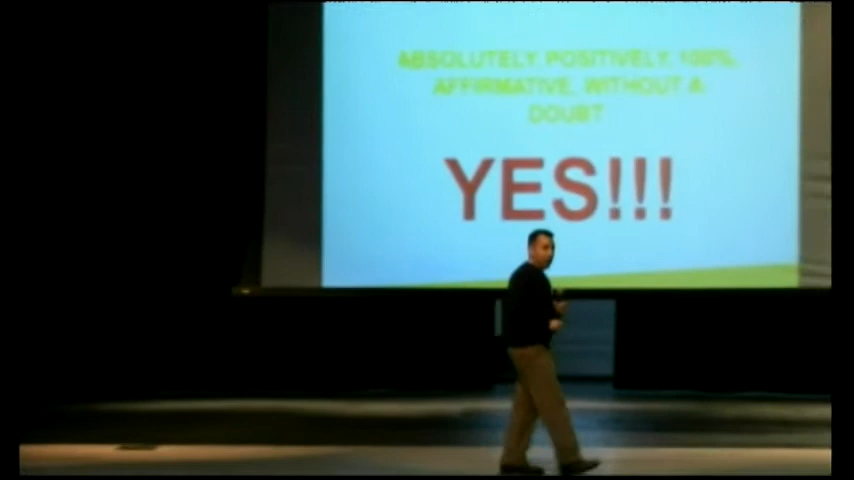 ABSOLUTELY, POSITIVELY, 100%,
AFFIRMATIVE, WITHOUT A
DOUBT
YES!!!